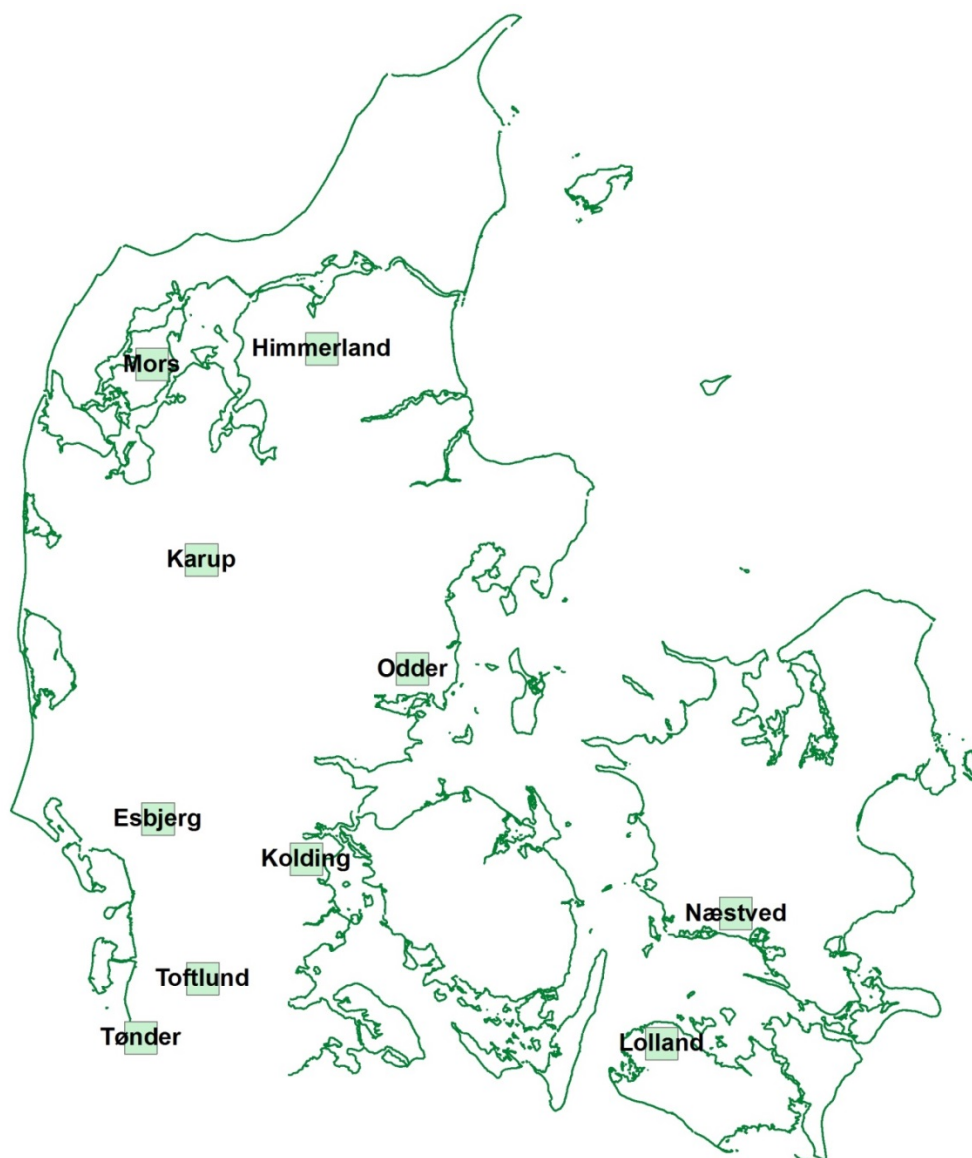 Himmerland
Mors
Karup
Odder
Esbjerg
Kolding
Næstved
Toftlund
Tønder
Lolland